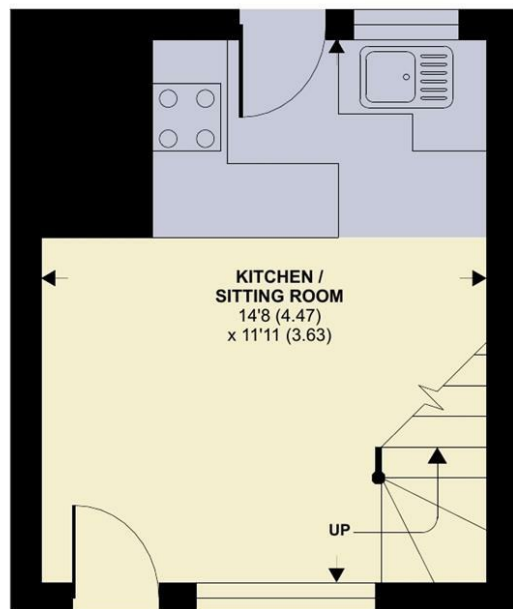 KITCHEN /
SITTING ROOM
14'8 (4.47)
x 11'11 (3.63)
UP